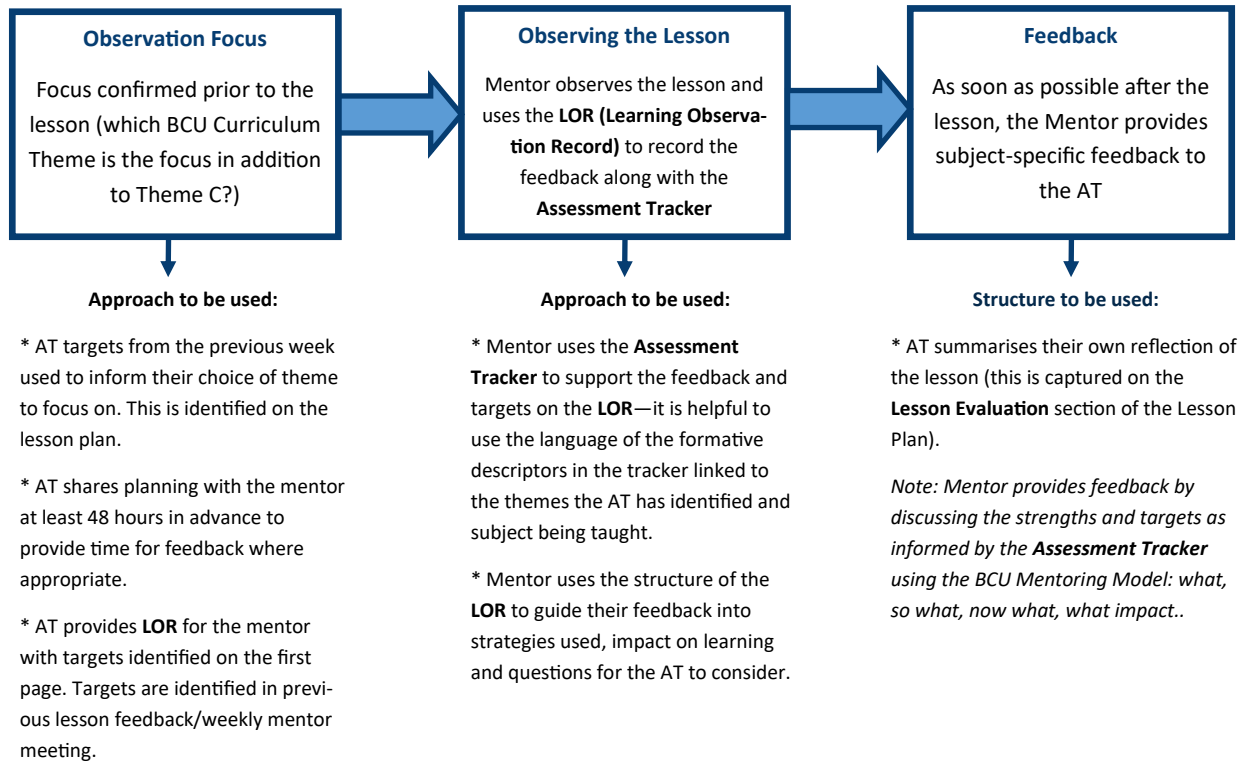 Observation Focus
Focus confirmed prior to the
lesson (which BCU Curriculum
Theme is the focus in addition
to Theme C?)
Observing the Lesson
Mentor observes the lesson and
uses the LOR (Learning Observa-
tion Record) to record the
feedback along with the
Assessment Tracker
Feedback
As soon as possible after the
lesson, the Mentor provides
subject-specific feedback to
the AT
Approach to be used:
* AT targets from the previous week
used to inform their choice of theme
to focus on. This is identified on the
lesson plan.
* AT shares planning with the mentor
at least 48 hours in advance to
provide time for feedback where
appropriate.
* AT provides LOR for the mentor
with targets identified on the first
page. Targets are identified in previ-
ous lesson feedback/weekly mentor
meeting.
Approach to be used:
* Mentor uses the Assessment
Tracker to support the feedback and
targets on the LOR—it is helpful to
use the language of the formative
descriptors in the tracker linked to
the themes the AT has identified and
subject being taught.
* Mentor uses the structure of the
LOR to guide their feedback into
strategies used, impact on learning
and questions for the AT to consider.
Structure to be used:
* AT summarises their own reflection of
the lesson (this is captured on the
Lesson Evaluation section of the Lesson
Plan).
Note: Mentor provides feedback by
discussing the strengths and targets as
informed by the Assessment Tracker
using the BCU Mentoring Model: what,
so what, now what, what impact..